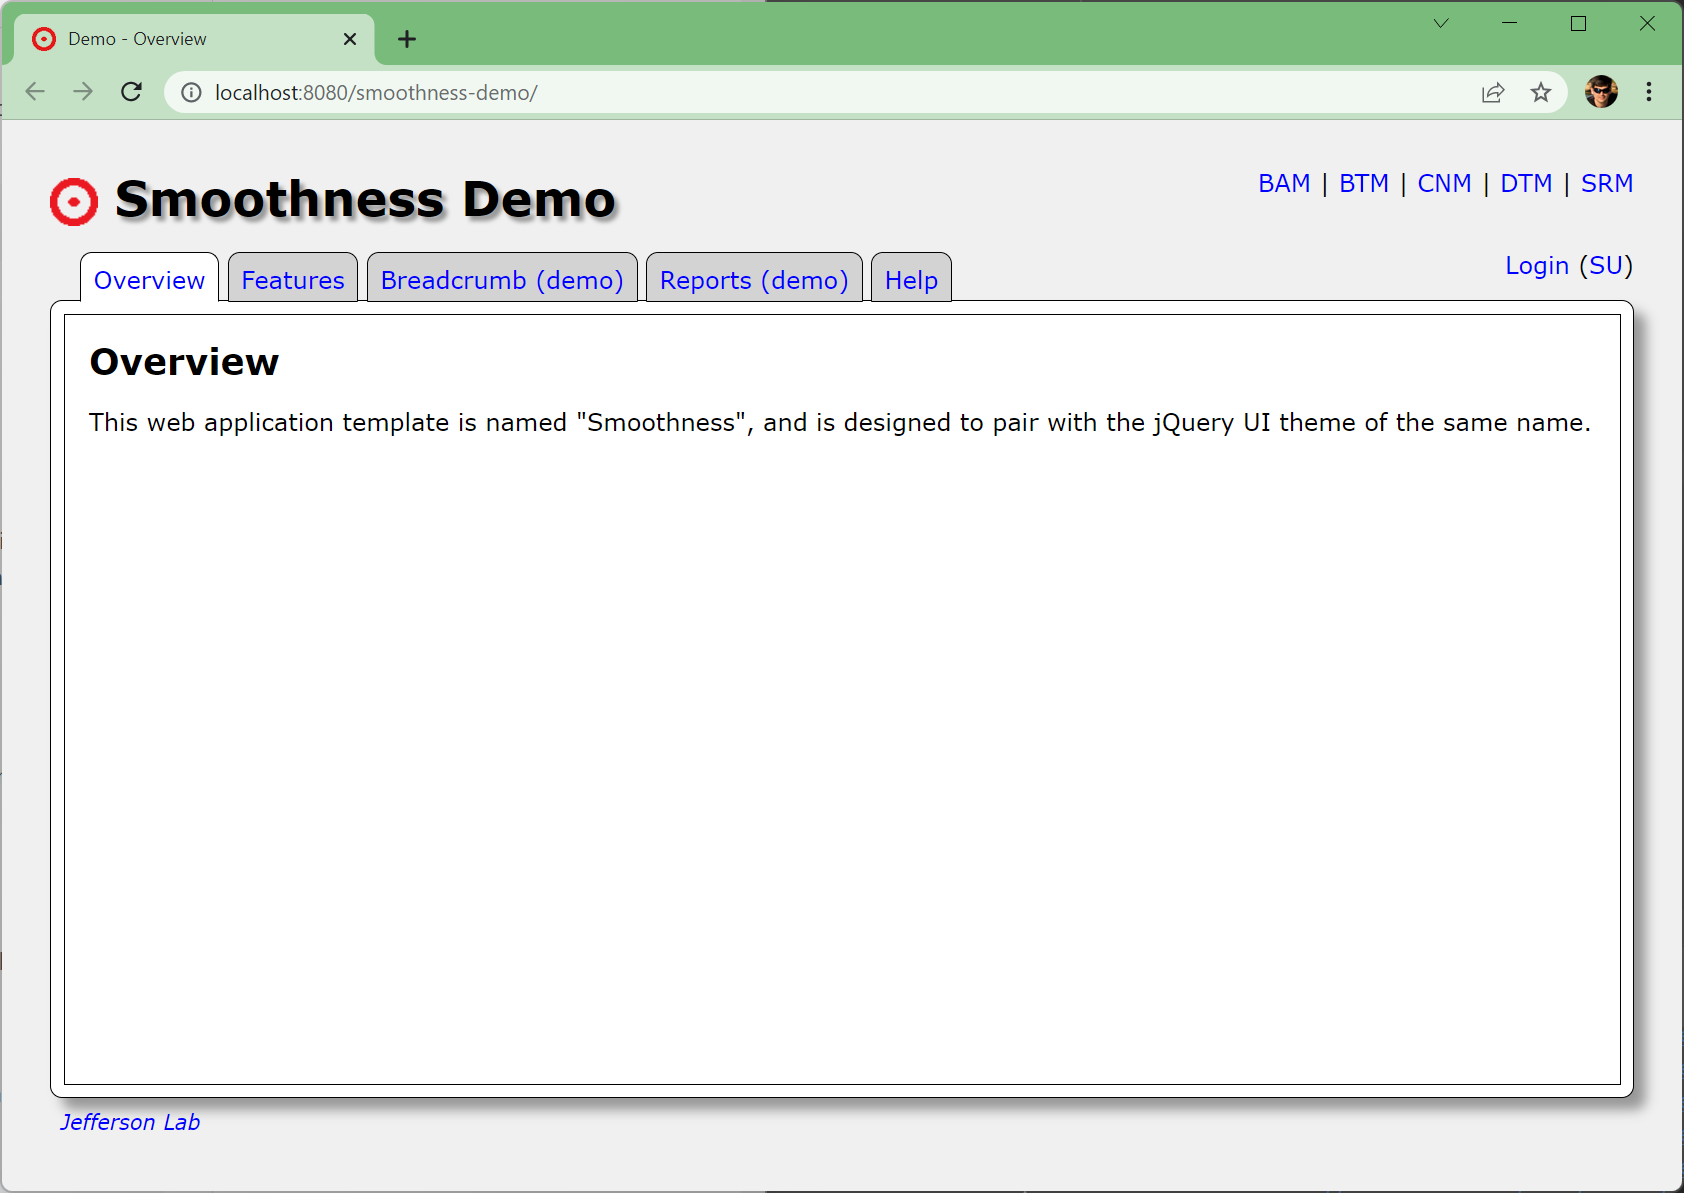 Demo - Overview
localhost:8080/smoothness-demo/
Smoothness Demo
BAM | BTM | CNM | DTM | SRM
Login (SU)
Overview
Features
Breadcrumb (demo)
Reports (demo)
Help
Overview
This web application template is named "Smoothness", and is designed to pair with the jQuery UI theme of the same name.
Jefferson Lab